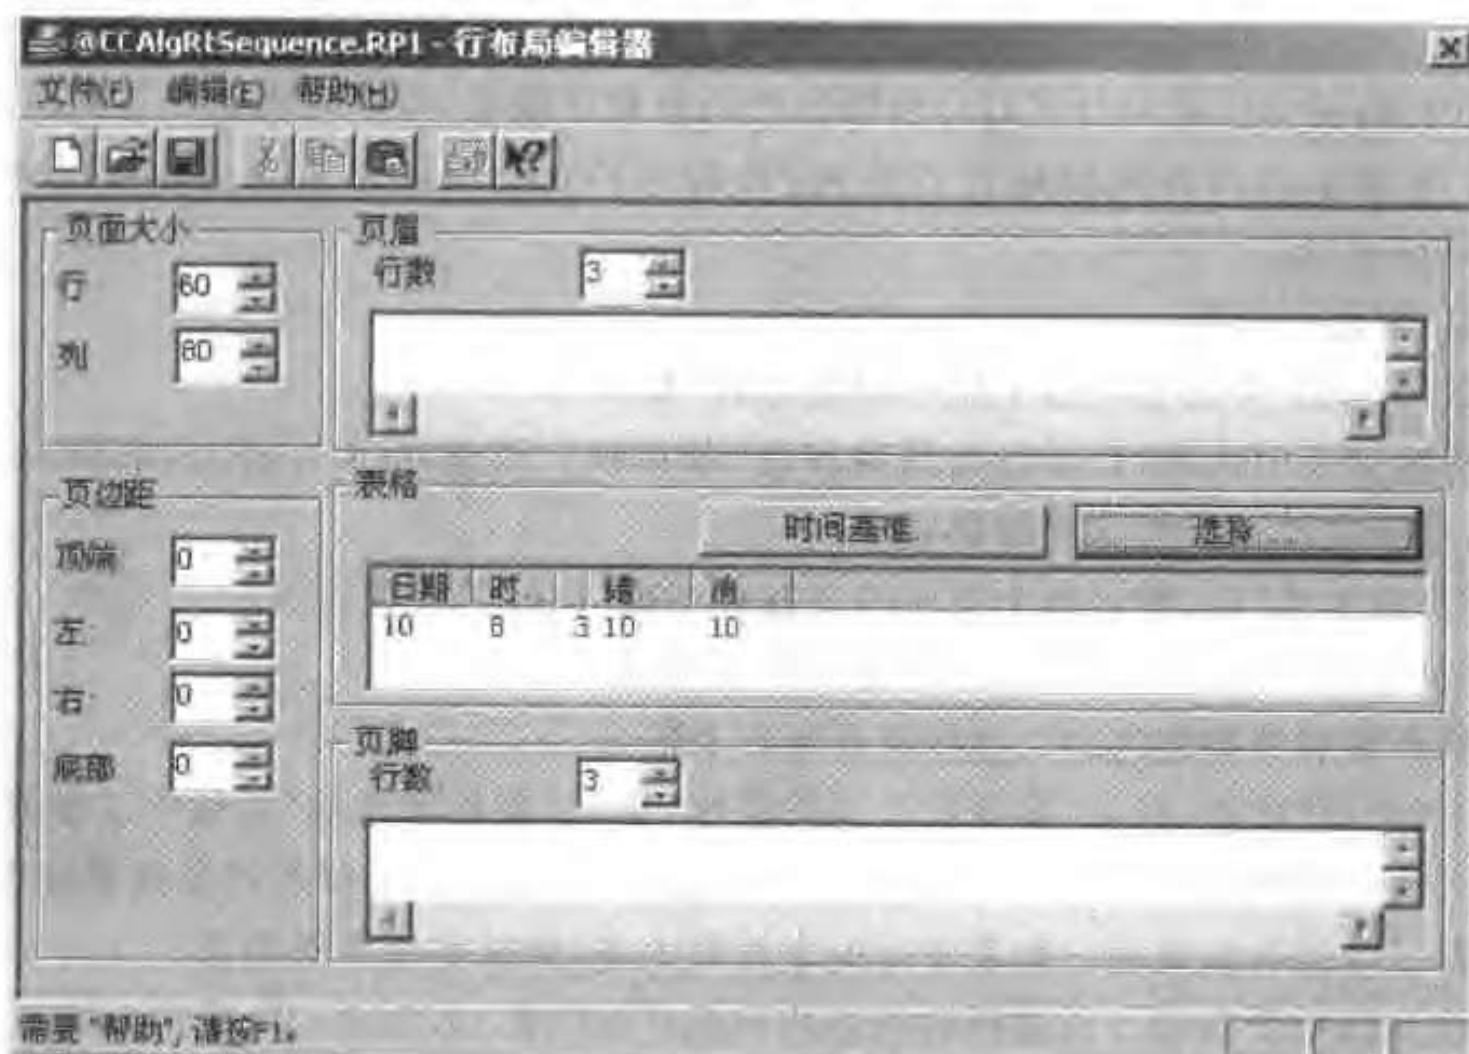 @CCAlgRtSequence.RP1 - 行布局编辑器
文件(F) 编辑(E) 帮助(H)
页面大小
行 60
列 80
页眉
行数 3
页边距
顶端 0
左 0
右 0
底部 0
表格
时间基准... 选择...
日期 时...
10 8 3 10 10
页脚
行数 3
需要 "帮助", 请按F1。